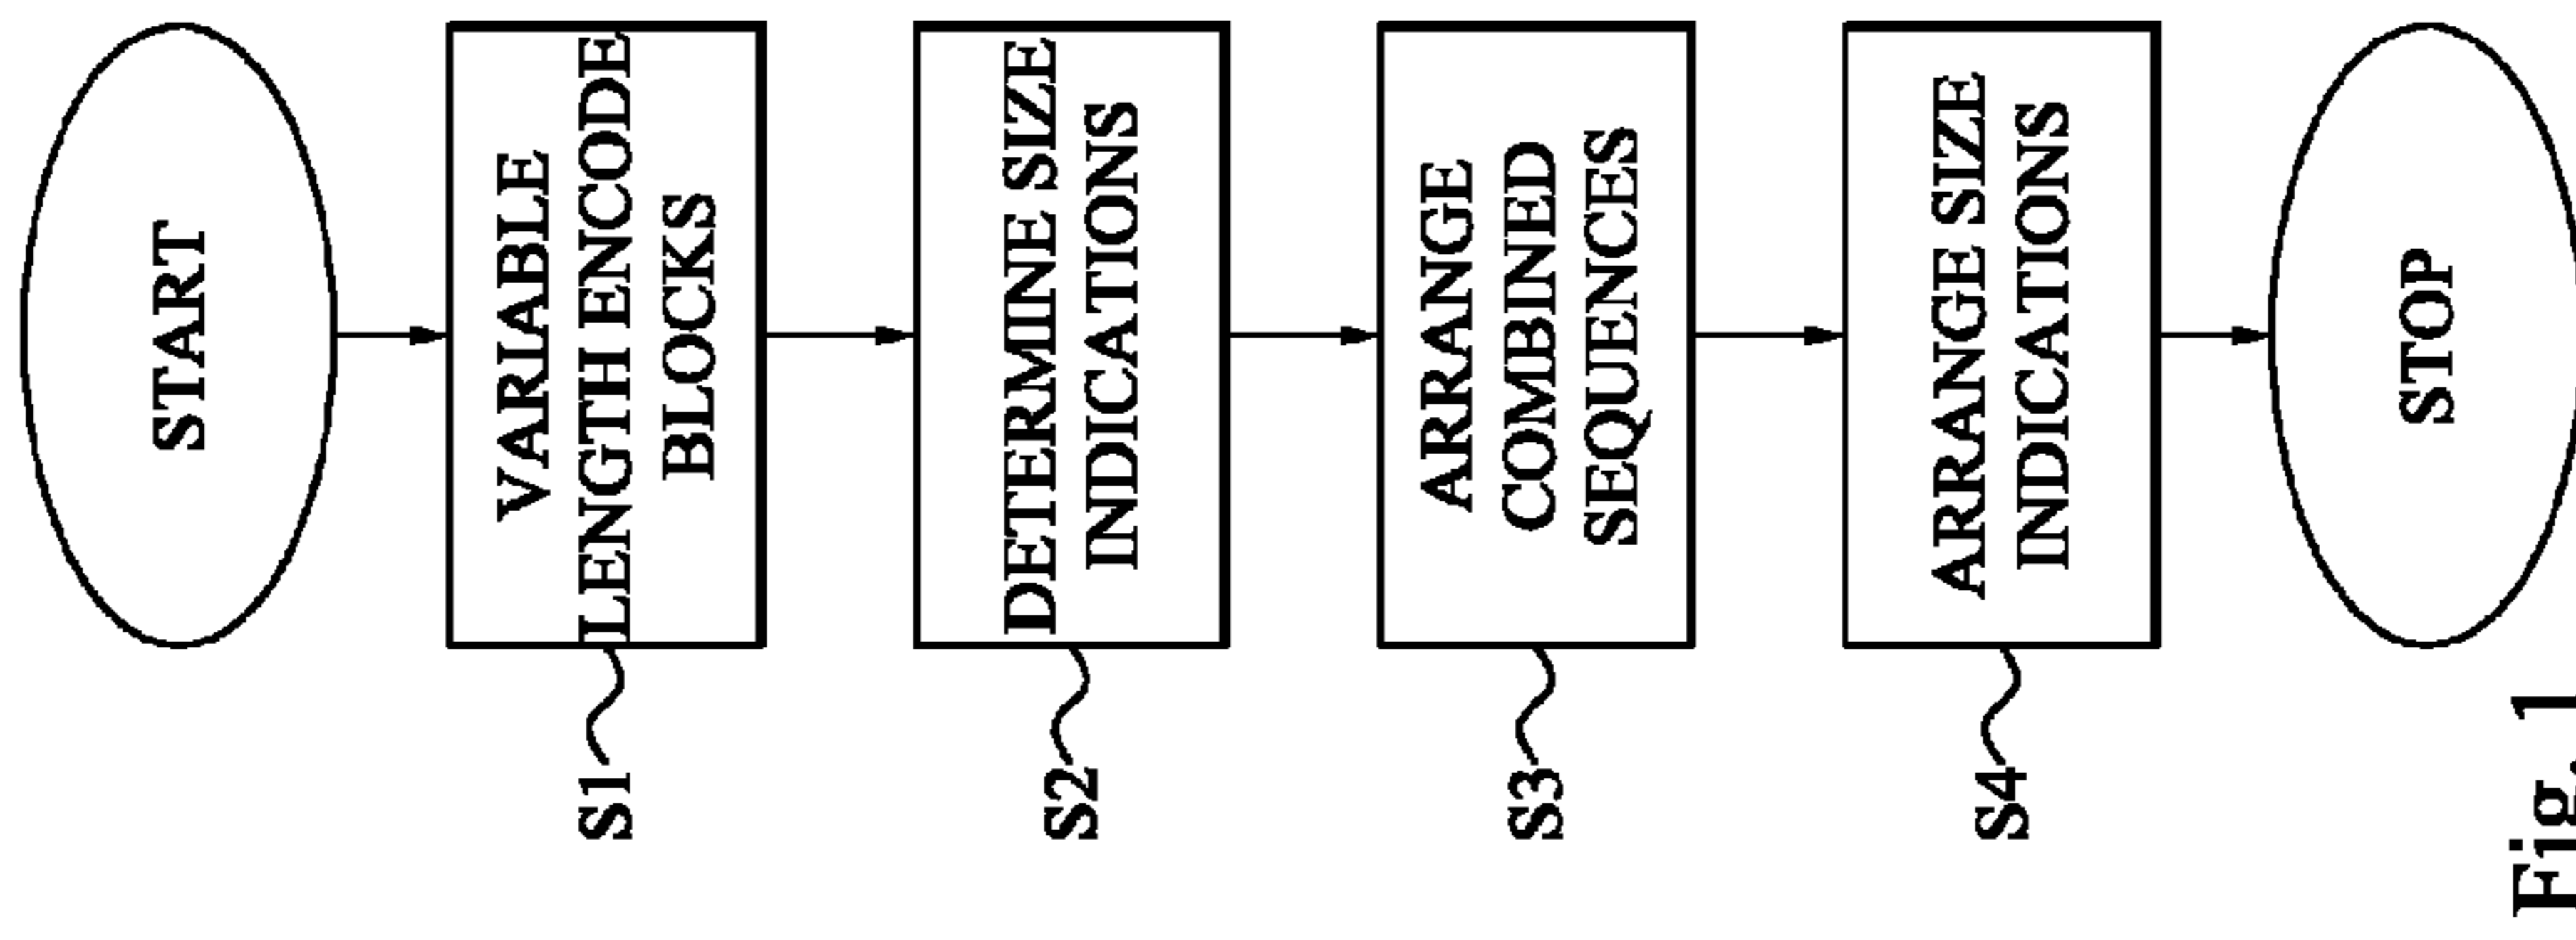 START
VARIABLE
LENGTH ENCODE
BLOCKS
S1
DETERMINE SIZE
INDICATIONS
S2
ARRANGE
COMBINED
SEQUENCES
S3
ARRANGE SIZE
INDICATIONS
S4
STOP
Fig. 1